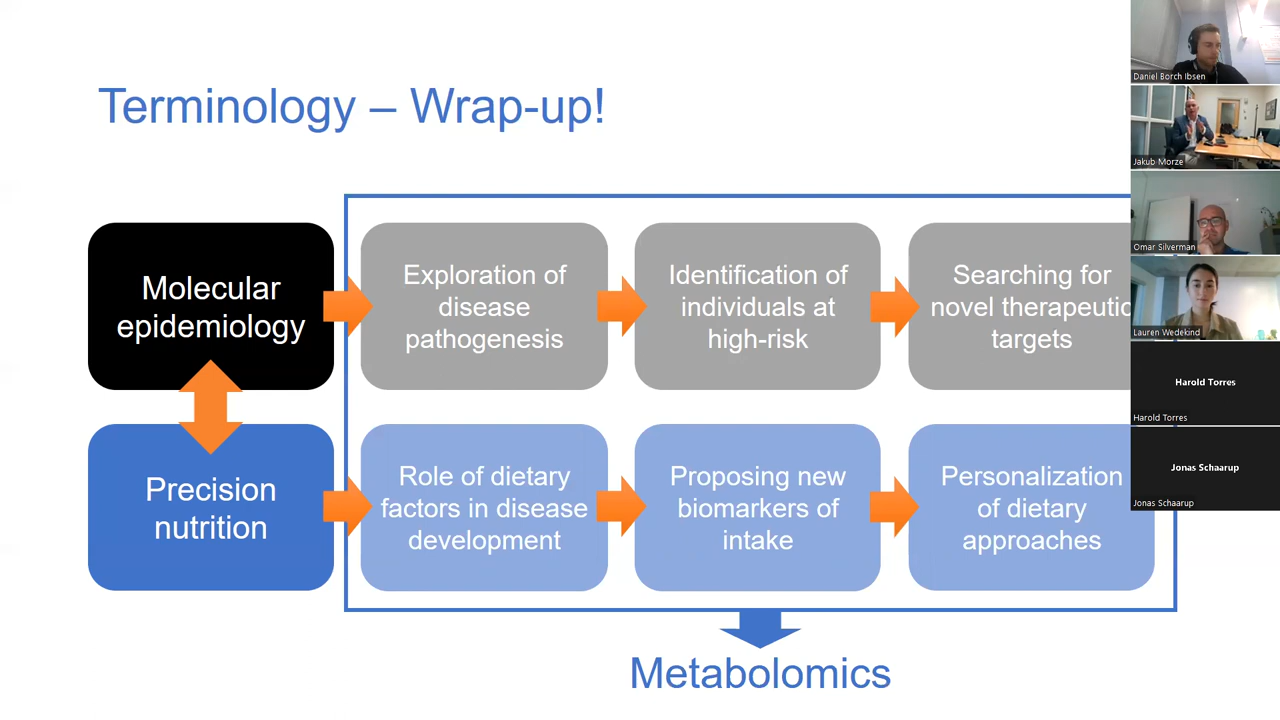 Terminology – Wrap-up!
Molecular
epidemiology
Exploration of
disease
pathogenesis
Identification of
individuals at
high-risk
Searching for
novel therapeutic
targets
Precision
nutrition
Role of dietary
factors in disease
development
Proposing new
biomarkers of
intake
Personalization
of dietary
approaches
Metabolomics
Daniel Borch Ibsen
Jakub Morze
Omar Silverman
Lauren Wedekind
Harold Torres
Harold Torres
Jonas Schaarup
Jonas Schaarup